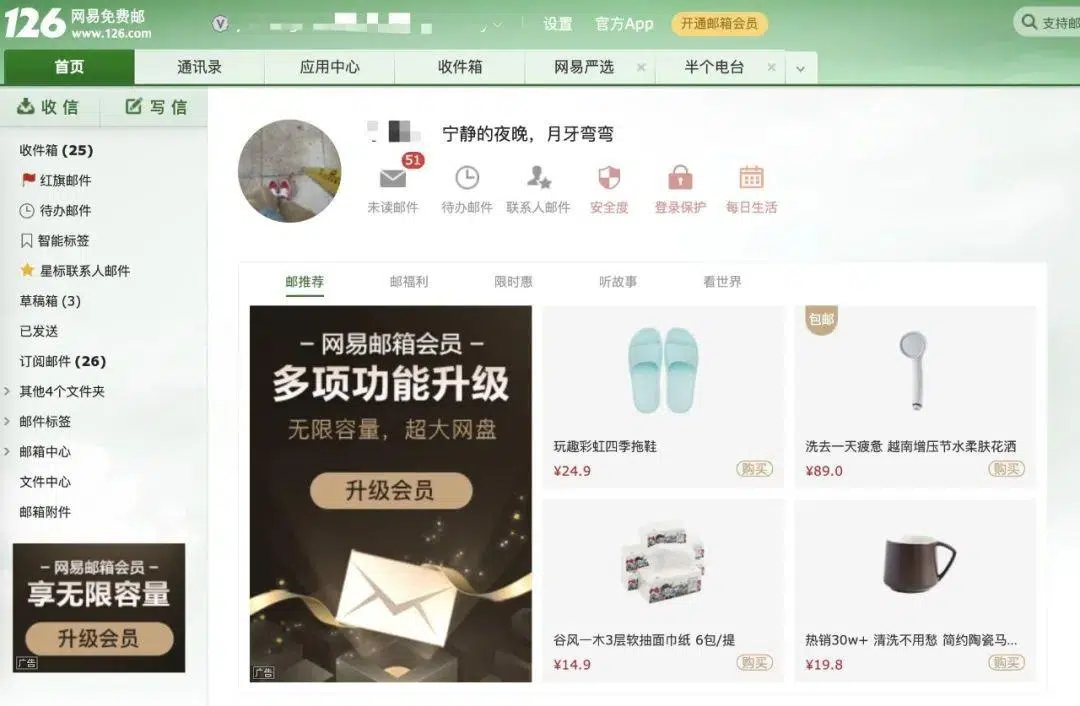 126 网易免费邮
www.126.com
设置 官方App 开通邮箱会员
首页 通讯录 应用中心 收件箱 网易严选 × 半个电台 ×
收信 写信
收件箱 (25)
红旗邮件
待办邮件
智能标签
星标联系人邮件
草稿箱 (3)
已发送
订阅邮件 (26)
其他4个文件夹
邮件标签
邮箱中心
文件中心
邮箱附件
– 网易邮箱会员 –
享无限容量
升级会员
广告
宁静的夜晚，月牙弯弯
51
未读邮件 待办邮件 联系人邮件 安全度 登录保护 每日生活
邮推荐 邮福利 限时惠 听故事 看世界
– 网易邮箱会员 –
多项功能升级
无限容量，超大网盘
升级会员
广告
玩趣彩虹四季拖鞋
¥24.9 购买
包邮
洗去一天疲惫 越南增压节水柔肤花洒
¥89.0 购买
谷风一木3层软抽面巾纸 6包/提
¥14.9 购买
热销30w+ 清洗不用愁 简约陶瓷马...
¥19.8 购买